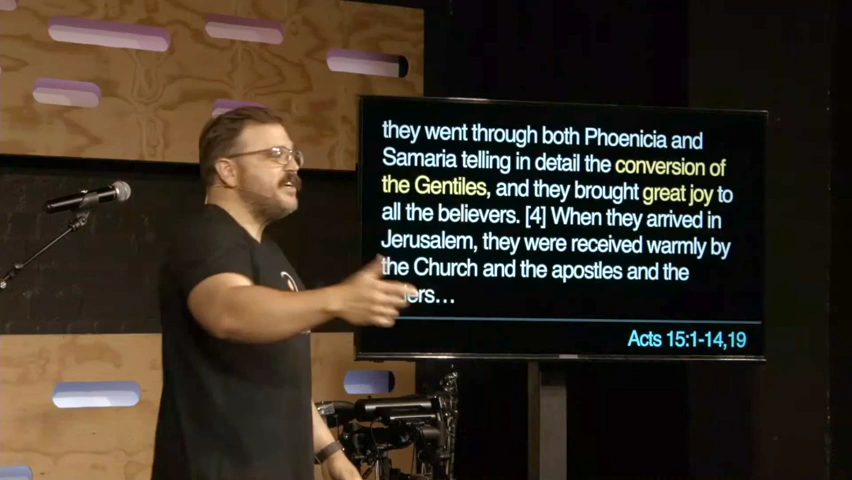 they went through both Phoenicia and
Samaria telling in detail the conversion of
the Gentiles, and they brought great joy to
all the believers. [4] When they arrived in
Jerusalem, they were received warmly by
the Church and the apostles and the
Acts 15:1-14,19